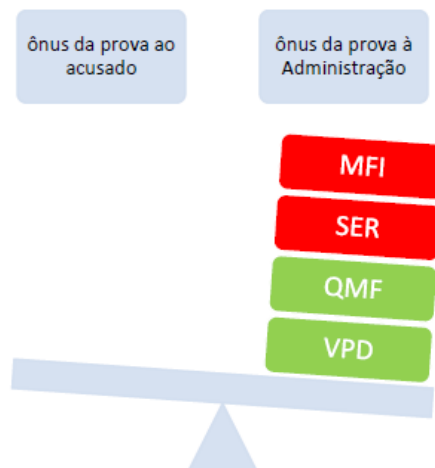 ônus da prova ao
acusado
ônus da prova à
Administração
MFI
SER
QMF
VPD